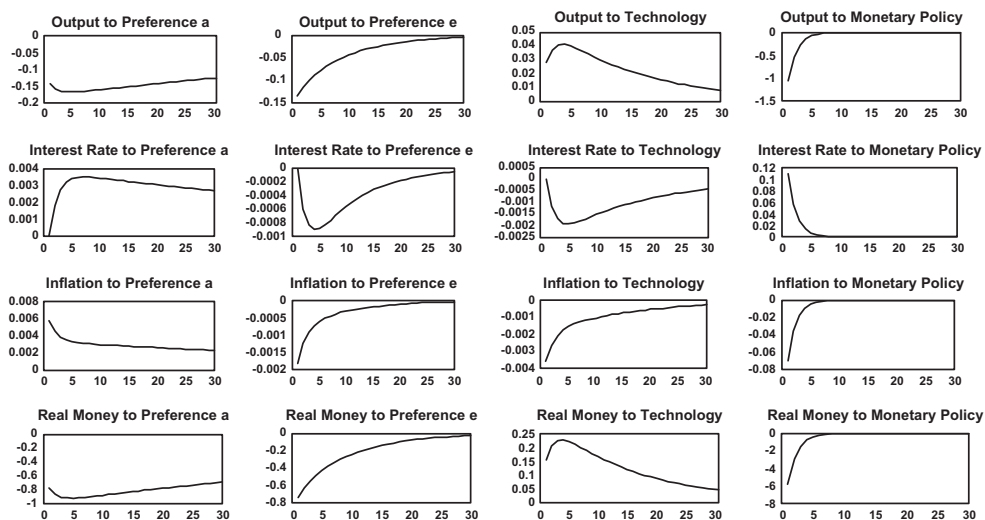 Output to Preference a
0
-0.05
-0.1
-0.15
-0.2
0 5 10 15 20 25 30
Output to Preference e
0
-0.05
-0.1
-0.15
0 5 10 15 20 25 30
Output to Technology
0.05
0.04
0.03
0.02
0.01
0
0 5 10 15 20 25 30
Output to Monetary Policy
0
-0.5
-1
-1.5
0 5 10 15 20 25 30
Interest Rate to Preference a
0.004
0.003
0.002
0.001
0
0 5 10 15 20 25 30
Interest Rate to Preference e
0
-0.0002
-0.0004
-0.0006
-0.0008
-0.001
0 5 10 15 20 25 30
Interest Rate to Technology
0.0005
0
-0.0005
-0.001
-0.0015
-0.002
-0.0025
0 5 10 15 20 25 30
Interest Rate to Monetary Policy
0.12
0.1
0.08
0.06
0.04
0.02
0
0 5 10 15 20 25 30
Inflation to Preference a
0.008
0.006
0.004
0.002
0
0 5 10 15 20 25 30
Inflation to Preference e
0
-0.0005
-0.001
-0.0015
-0.002
0 5 10 15 20 25 30
Inflation to Technology
0
-0.001
-0.002
-0.003
-0.004
0 5 10 15 20 25 30
Inflation to Monetary Policy
0
-0.02
-0.04
-0.06
-0.08
0 5 10 15 20 25 30
Real Money to Preference a
0
-0.2
-0.4
-0.6
-0.8
-1
0 5 10 15 20 25 30
Real Money to Preference e
0
-0.2
-0.4
-0.6
-0.8
0 5 10 15 20 25 30
Real Money to Technology
0.25
0.2
0.15
0.1
0.05
0
0 5 10 15 20 25 30
Real Money to Monetary Policy
0
-2
-4
-6
-8
0 5 10 15 20 25 30